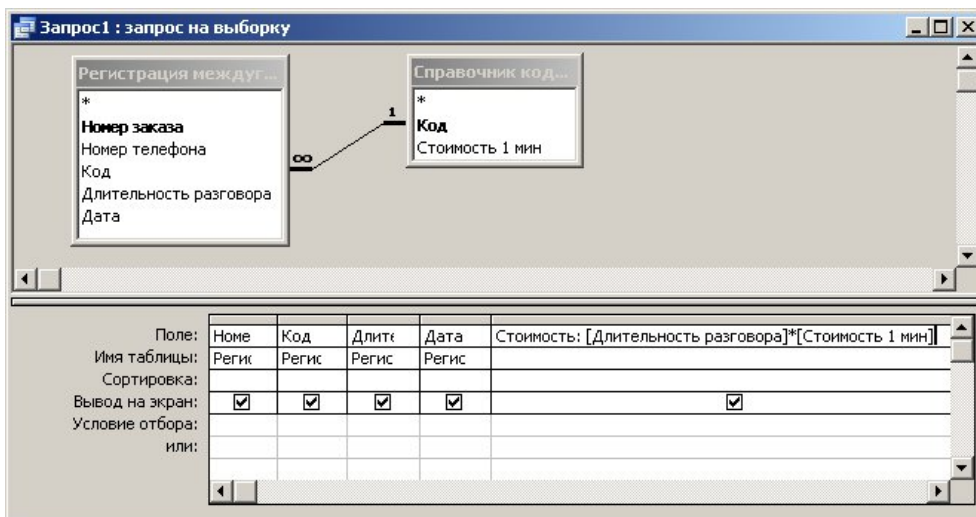 Запрос1 : запрос на выборку
Регистрация междуг...
*
Номер заказа
Номер телефона
Код
Длительность разговора
Дата
∞
1
Справочник код...
*
Код
Стоимость 1 мин
Поле: Номе Код Длите Дата Стоимость: [Длительность разговора]*[Стоимость 1 мин]
Имя таблицы: Регис Регис Регис Регис
Сортировка:
Вывод на экран:
Условие отбора:
или: